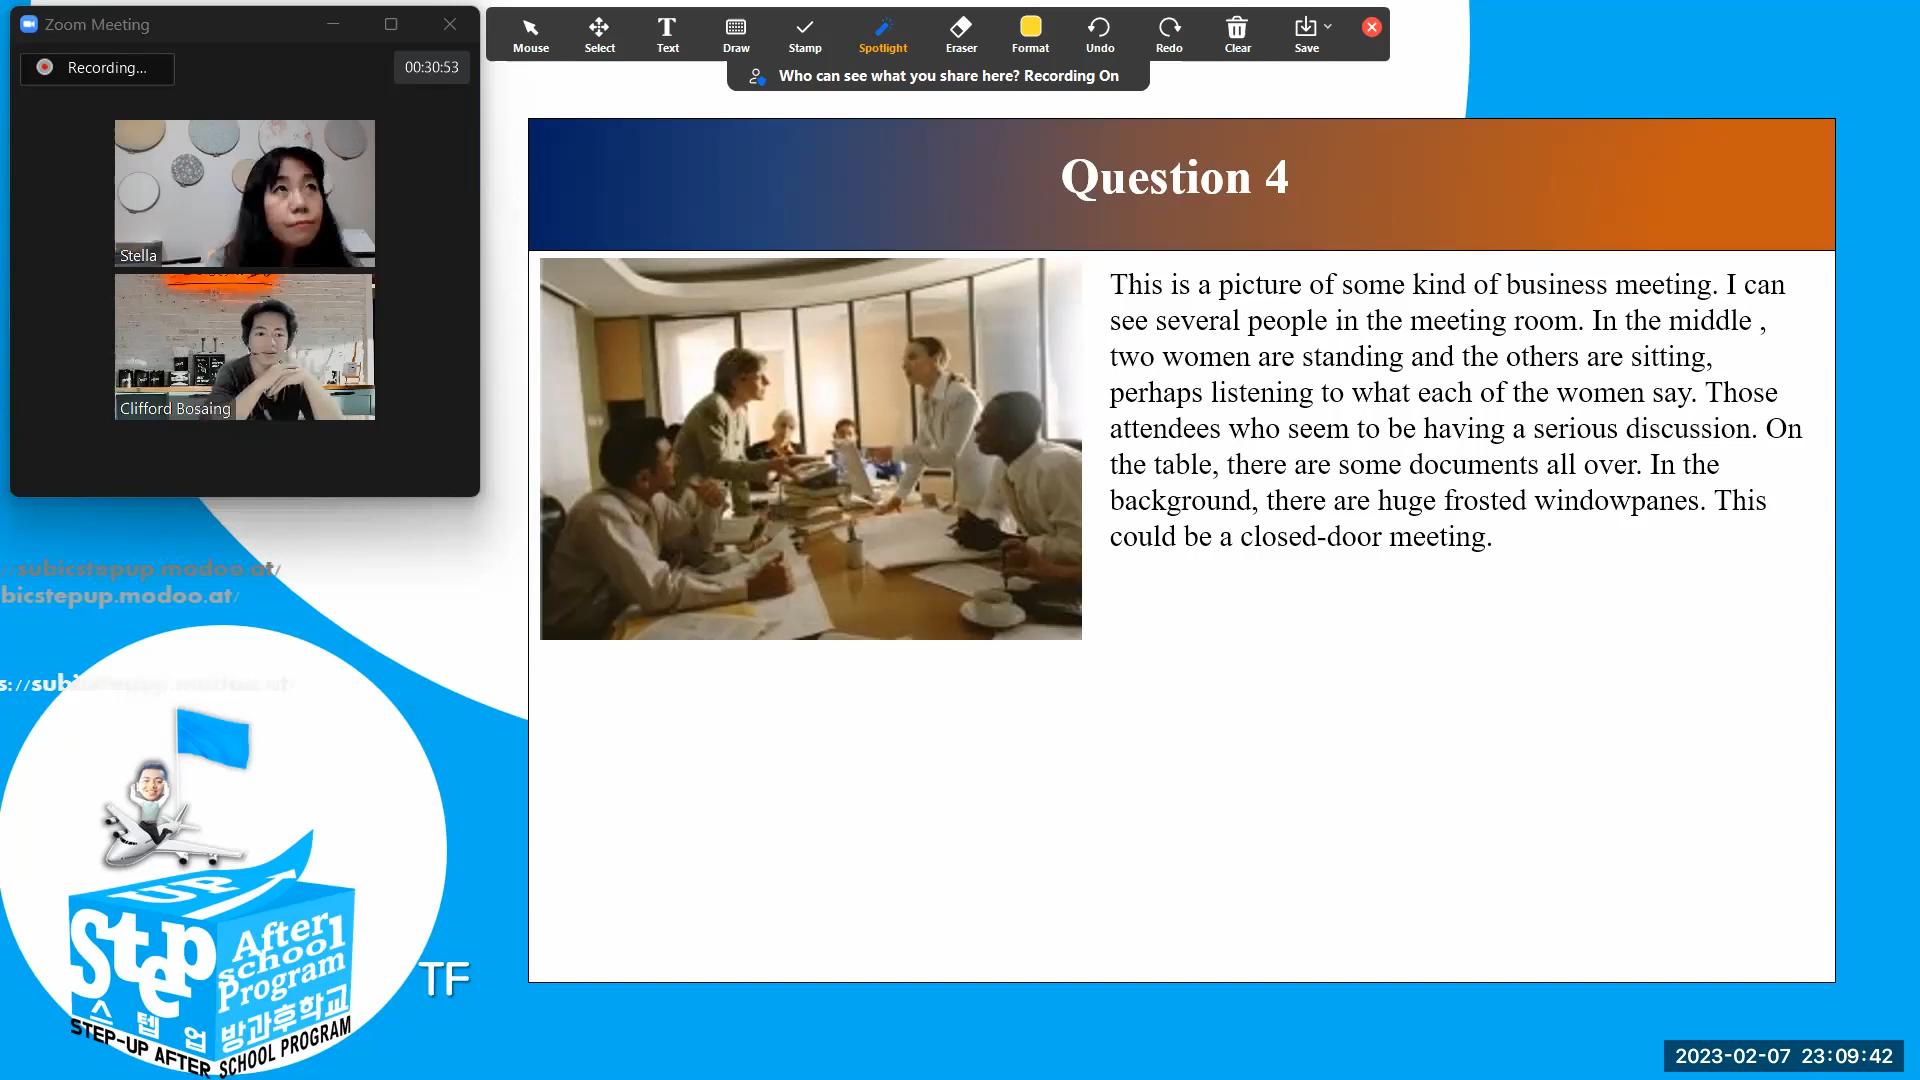 Zoom Meeting
Recording...
00:30:53
Stella
Clifford Bosaing
Mouse
Select
Text
Draw
Stamp
Spotlight
Eraser
Format
Undo
Redo
Clear
Save
Who can see what you share here? Recording On
Question 4
This is a picture of some kind of business meeting. I can
see several people in the meeting room. In the middle ,
two women are standing and the others are sitting,
perhaps listening to what each of the women say. Those
attendees who seem to be having a serious discussion. On
the table, there are some documents all over. In the
background, there are huge frosted windowpanes. This
could be a closed-door meeting.
//subicstepup.modoo.at/
bicstepup.modoo.at/
s://sub
UP
Step
After
school
Program
스텝업
방과후학교
STEP-UP AFTER SCHOOL PROGRAM
TF
2023-02-07 23:09:42